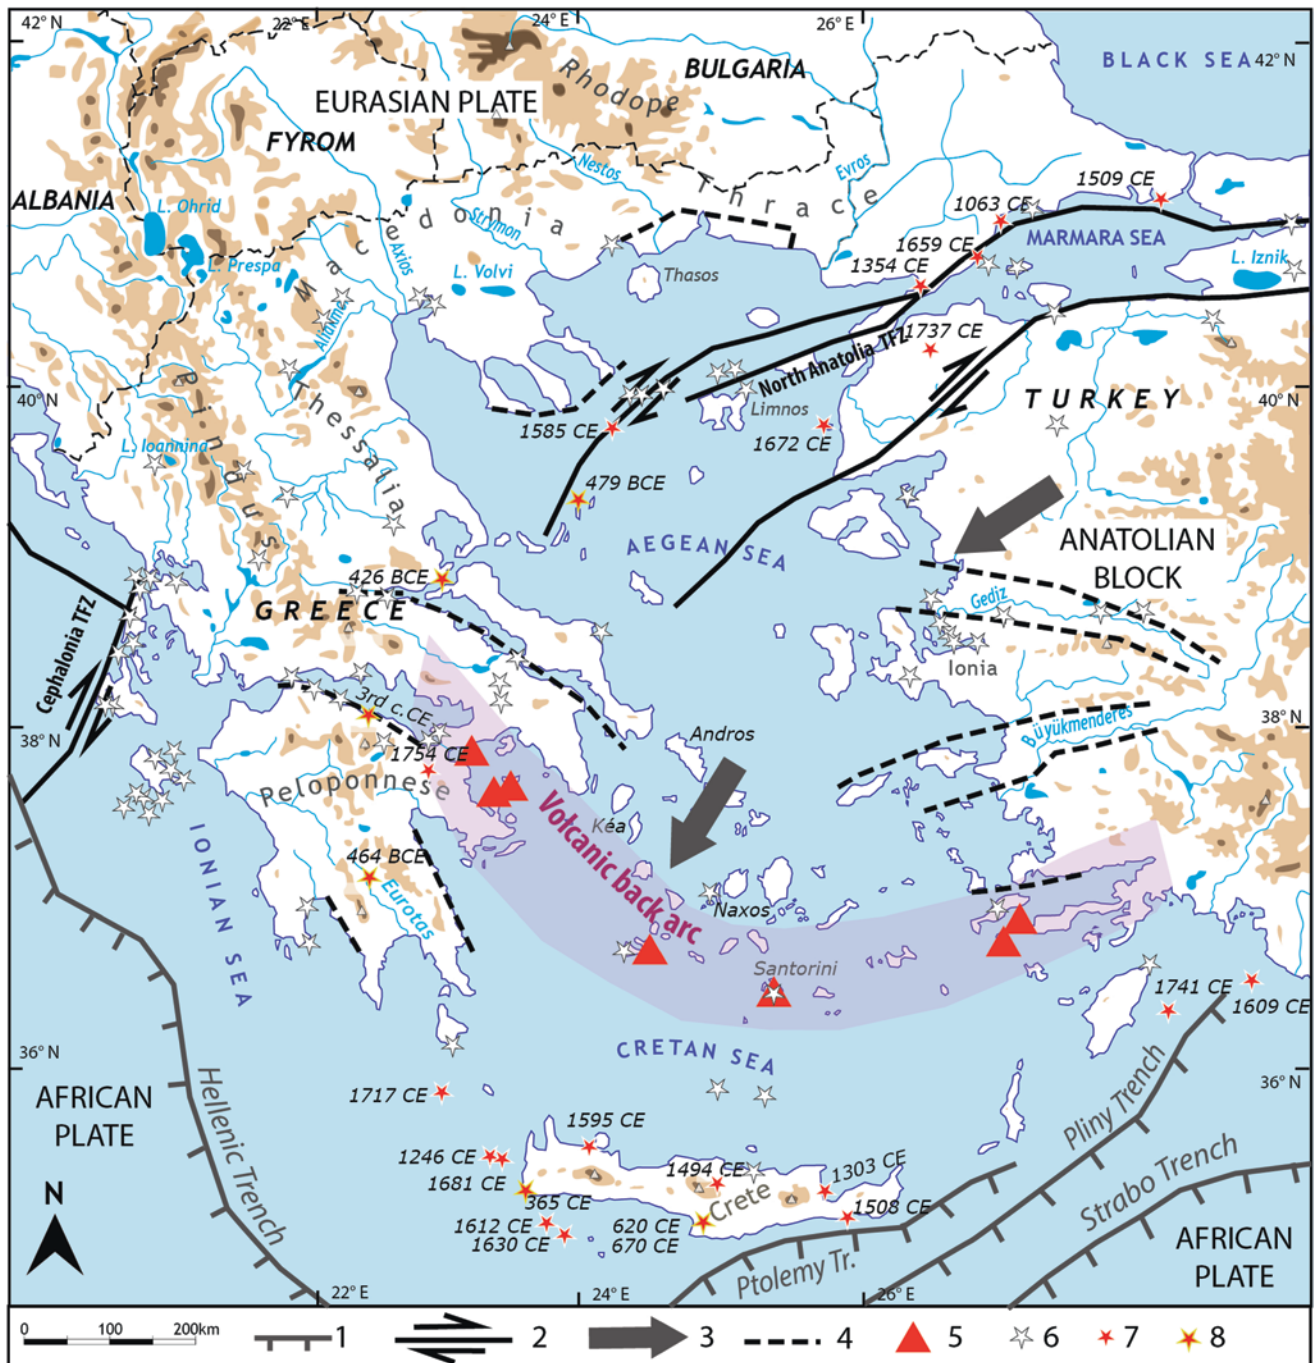 42° N
22° E
24° E
26° E
BLACK SEA
42° N
BULGARIA
Rhodope
EURASIAN PLATE
FYROM
Nestos
Evros
Thrace
ALBANIA
L. Ohrid
Macedonia
Strymon
1509 CE
1063 CE
MARMARA SEA
Axios
L. Prespa
L. Volvi
Thasos
1659 CE
1354 CE
L. Iznik
Aliakmo
1737 CE
North Anatolia TFZ
40° N
40° N
Pindus
Thessalia
Limnos
TURKEY
1585 CE
1672 CE
L. Ioannina
479 BCE
AEGEAN SEA
ANATOLIAN
BLOCK
426 BCE
GREECE
Gediz
Cephalonia TFZ
Ionia
3rd c. CE
38° N
38° N
Büyükmenderes
Andros
1754 CE
Peloponnese
Kéa
Volcanic back arc
IONIAN SEA
464 BCE
Eurotas
Naxos
Santorini
1741 CE
1609 CE
CRETAN SEA
36° N
36° N
AFRICAN
PLATE
Hellenic Trench
1717 CE
Pliny Trench
1595 CE
1246 CE
1494 CE
1303 CE
Strabo Trench
1681 CE
365 CE
Crete
1508 CE
N
1612 CE
620 CE
1630 CE
670 CE
AFRICAN
PLATE
Ptolemy Tr.
22° E
24° E
26° E
0 100 200km
1
2
3
4
5
6
7
8